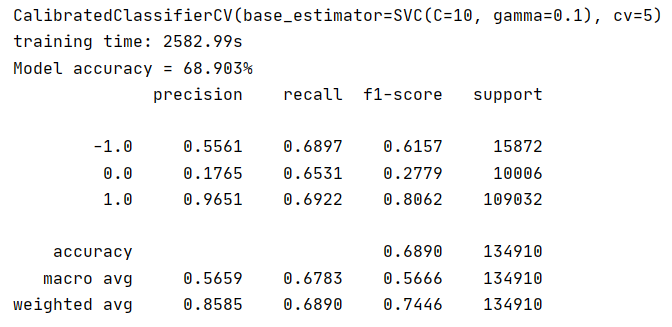 CalibratedClassifierCV(base_estimator=SVC(C=10, gamma=0.1), cv=5)
training time: 2582.99s
Model accuracy = 68.903%
precision recall f1-score support
-1.0 0.5561 0.6897 0.6157 15872
0.0 0.1765 0.6531 0.2779 10006
1.0 0.9651 0.6922 0.8062 109032
accuracy 0.6890 134910
macro avg 0.5659 0.6783 0.5666 134910
weighted avg 0.8585 0.6890 0.7446 134910